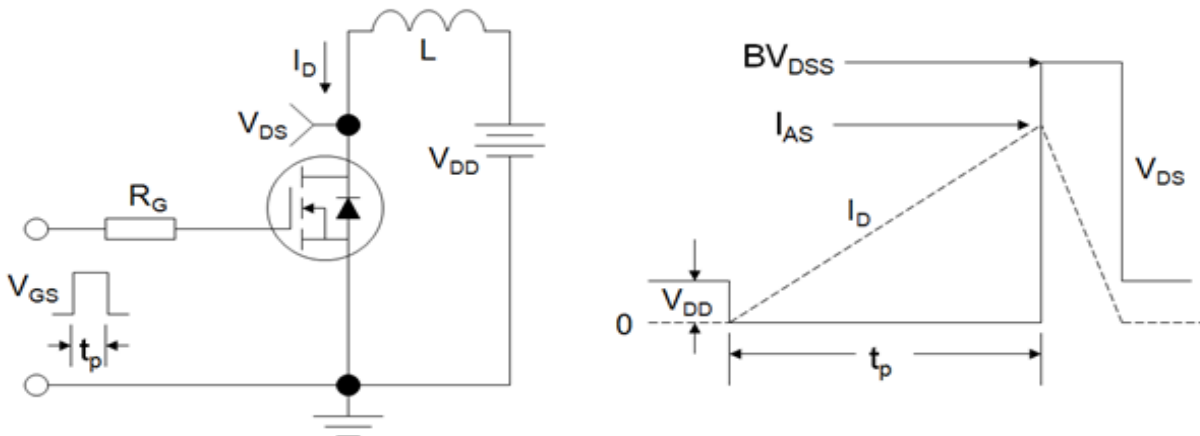 I_D
L
V_DS
V_DD
R_G
V_GS
t_p
BV_DSS
I_AS
V_DS
I_D
V_DD
0
t_p